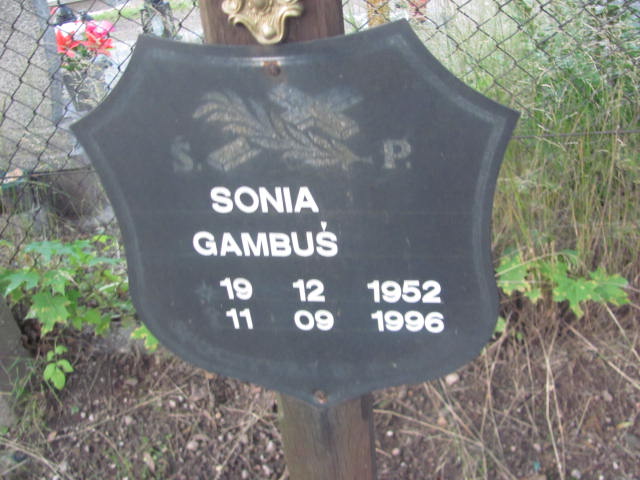 Ś. P.
SONIA
GAMBUŚ
19 12 1952
11 09 1996